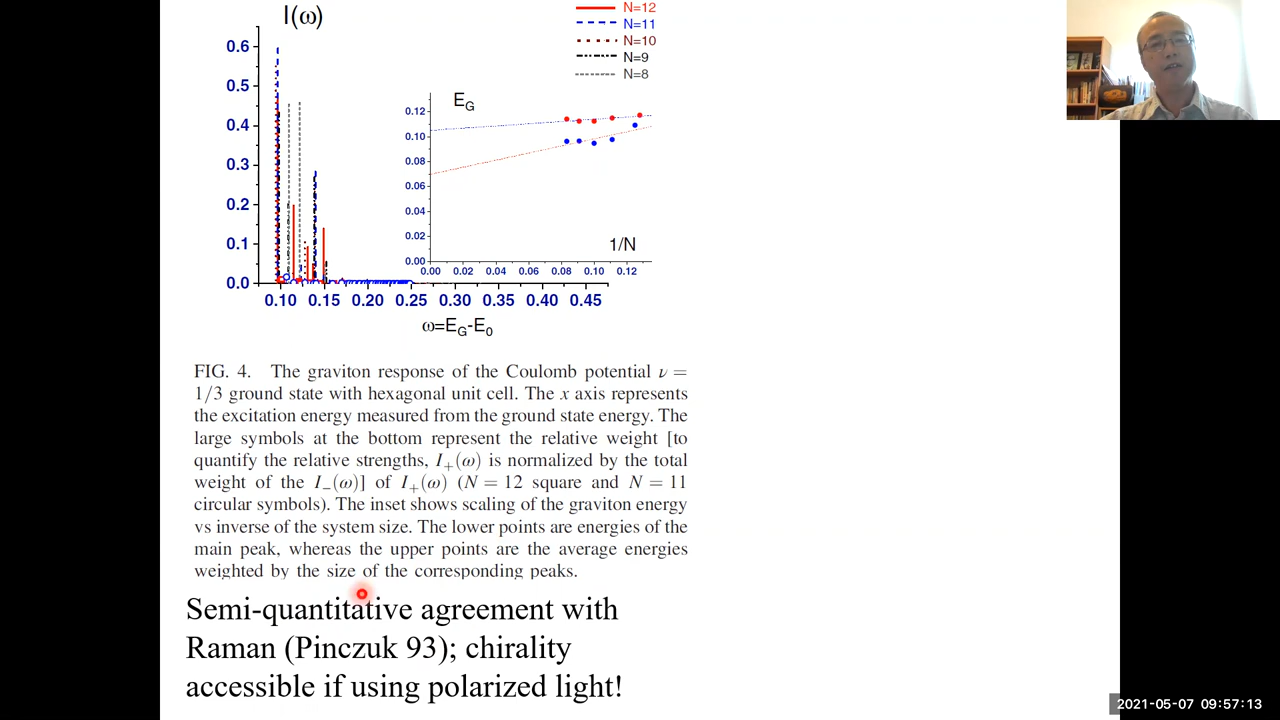 I(ω)
N=12
N=11
N=10
N=9
N=8
0.6
0.5
0.4
0.3
0.2
0.1
0.0
0.10 0.15 0.20 0.25 0.30 0.35 0.40 0.45
ω=E_G-E_0
E_G
0.12
0.10
0.08
0.06
0.04
0.02
0.00
0.00 0.02 0.04 0.06 0.08 0.10 0.12
1/N
FIG. 4. The graviton response of the Coulomb potential ν =
1/3 ground state with hexagonal unit cell. The x axis represents
the excitation energy measured from the ground state energy. The
large symbols at the bottom represent the relative weight [to
quantify the relative strengths, I₊(ω) is normalized by the total
weight of the I₋(ω)] of I₊(ω) (N = 12 square and N = 11
circular symbols). The inset shows scaling of the graviton energy
vs inverse of the system size. The lower points are energies of the
main peak, whereas the upper points are the average energies
weighted by the size of the corresponding peaks.
Semi-quantitative agreement with
Raman (Pinczuk 93); chirality
accessible if using polarized light!
2021-05-07 09:57:13